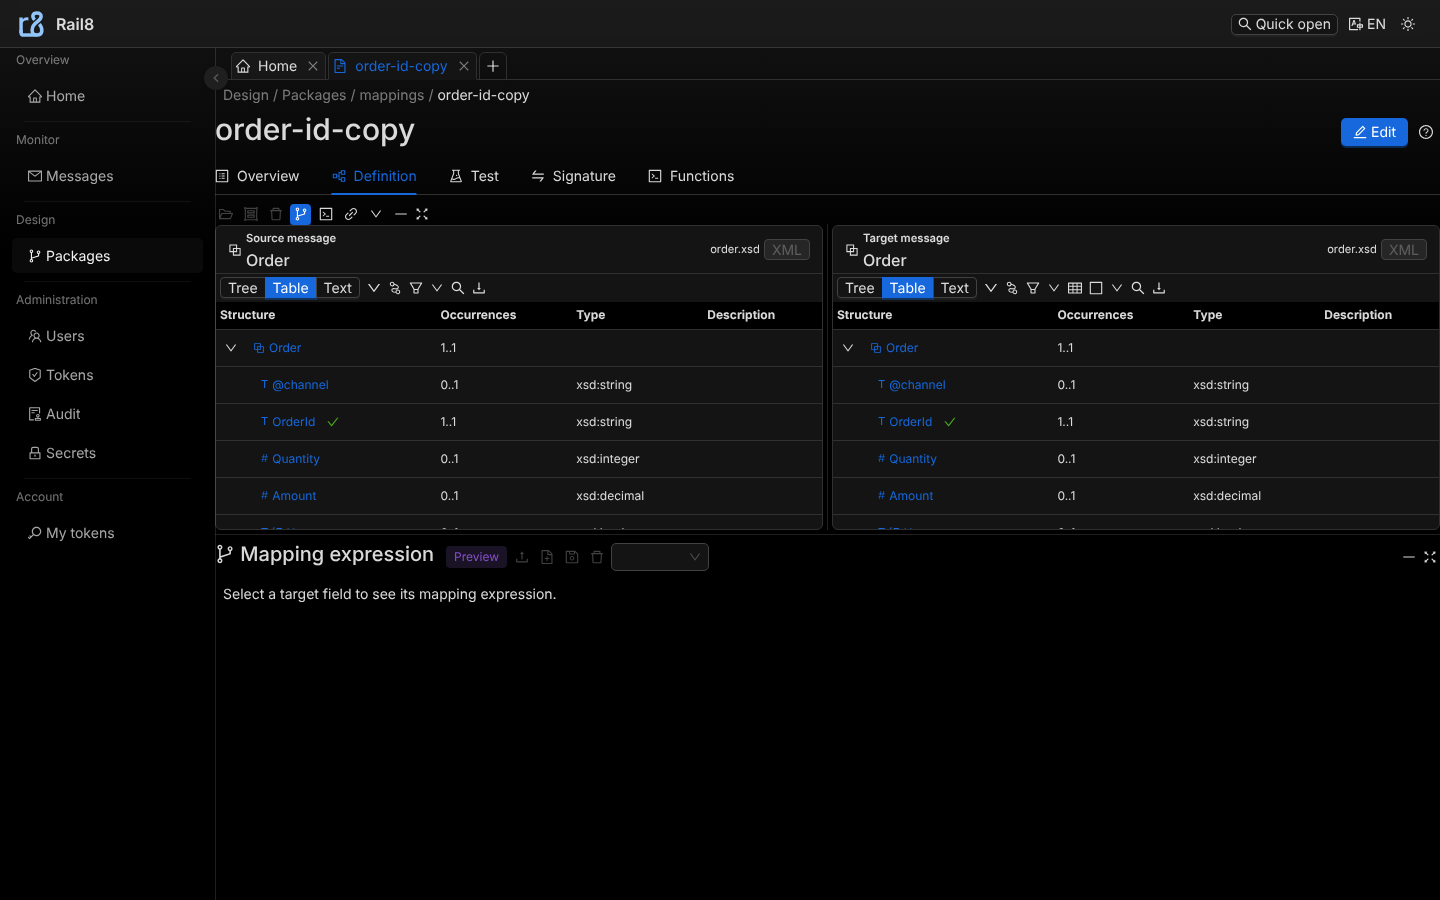 Rail8
Quick open
EN
Overview
Home
Monitor
Messages
Design
Packages
Administration
Users
Tokens
Audit
Secrets
Account
My tokens
Home
order-id-copy
Design / Packages / mappings / order-id-copy
order-id-copy
Edit
Overview
Definition
Test
Signature
Functions
Source message
Order
order.xsd
XML
Tree
Table
Text
Structure Occurrences Type Description
Order 1..1
@channel 0..1 xsd:string
OrderId 1..1 xsd:string
Quantity 0..1 xsd:integer
Amount 0..1 xsd:decimal
Target message
Order
order.xsd
XML
Tree
Table
Text
Structure Occurrences Type Description
Order 1..1
@channel 0..1 xsd:string
OrderId 1..1 xsd:string
Quantity 0..1 xsd:integer
Amount 0..1 xsd:decimal
Mapping expression
Preview
Select a target field to see its mapping expression.